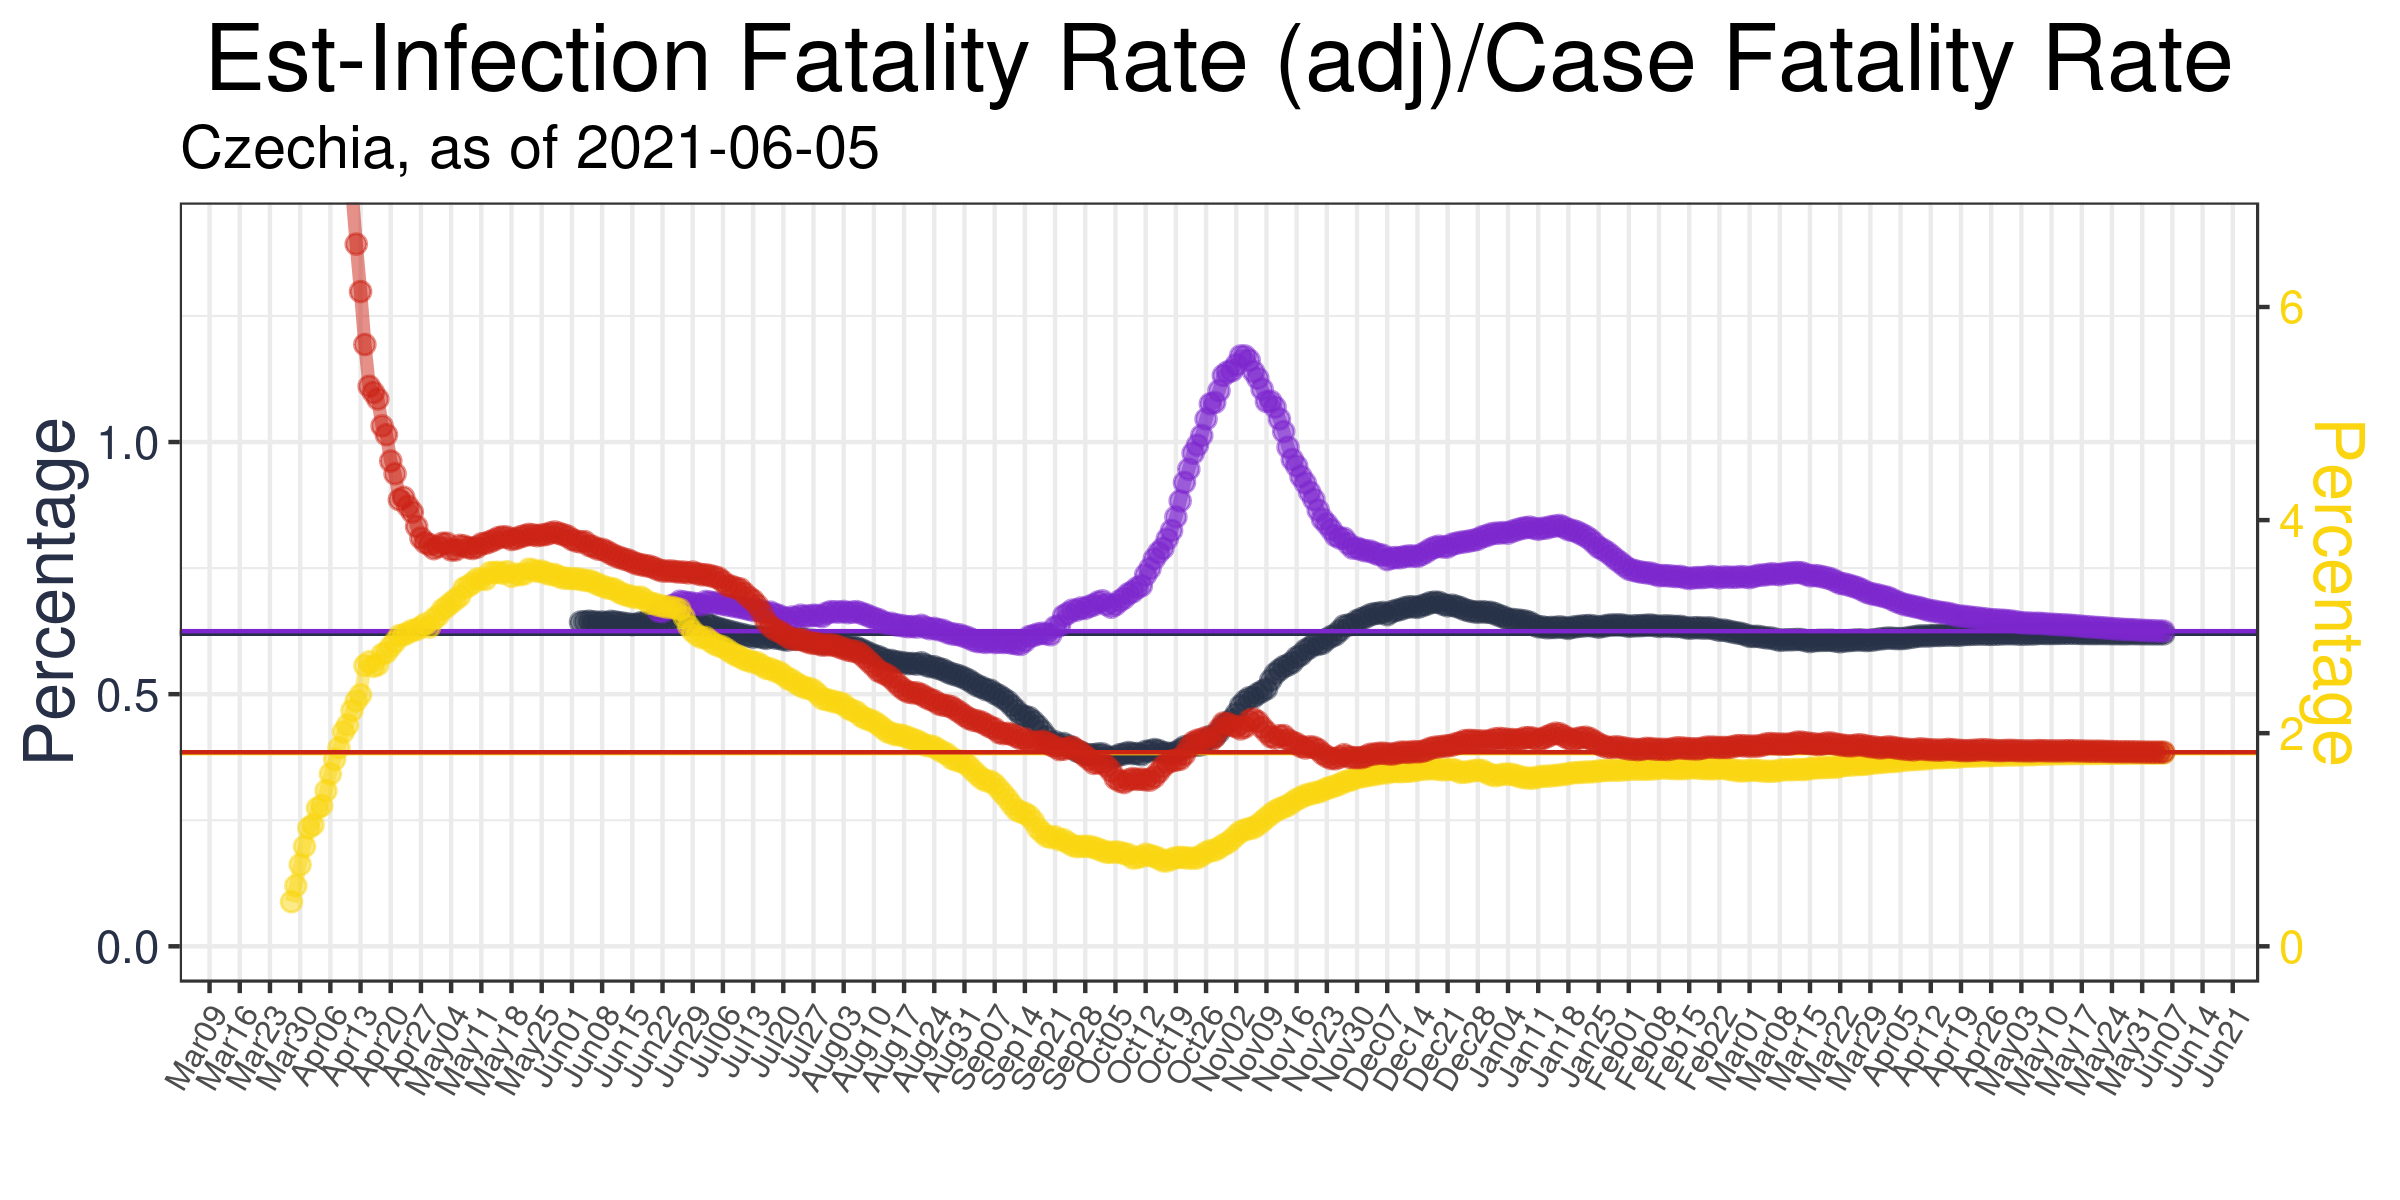 Est-Infection Fatality Rate (adj)/Case Fatality Rate
Czechia, as of 2021-06-05
Percentage
1.0
0.5
0.0
6
4
2
0
Percentage
Mar09
Mar16
Mar23
Mar30
Apr06
Apr13
Apr20
Apr27
May04
May11
May18
May25
Jun01
Jun08
Jun15
Jun22
Jun29
Jul06
Jul13
Jul20
Jul27
Aug03
Aug10
Aug17
Aug24
Aug31
Sep07
Sep14
Sep21
Sep28
Oct05
Oct12
Oct19
Oct26
Nov02
Nov09
Nov16
Nov23
Nov30
Dec07
Dec14
Dec21
Dec28
Jan04
Jan11
Jan18
Jan25
Feb01
Feb08
Feb15
Feb22
Mar01
Mar08
Mar15
Mar22
Mar29
Apr05
Apr12
Apr19
Apr26
May03
May10
May17
May24
May31
Jun07
Jun14
Jun21